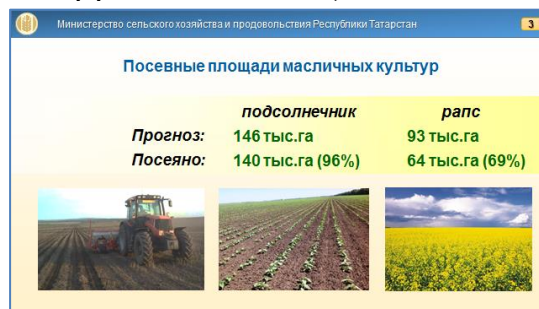 Министерство сельского хозяйства и продовольствия Республики Татарстан 3
Посевные площади масличных культур
подсолнечник рапс
Прогноз: 146 тыс.га 93 тыс.га
Посеяно: 140 тыс.га (96%) 64 тыс.га (69%)